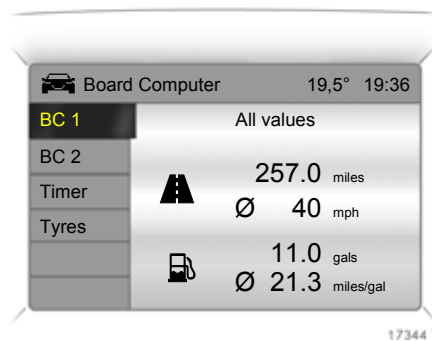 Board Computer 19,5° 19:36
BC 1
All values
BC 2
Timer
Tyres
257.0 miles
Ø 40 mph
11.0 gals
Ø 21.3 miles/gal
17344